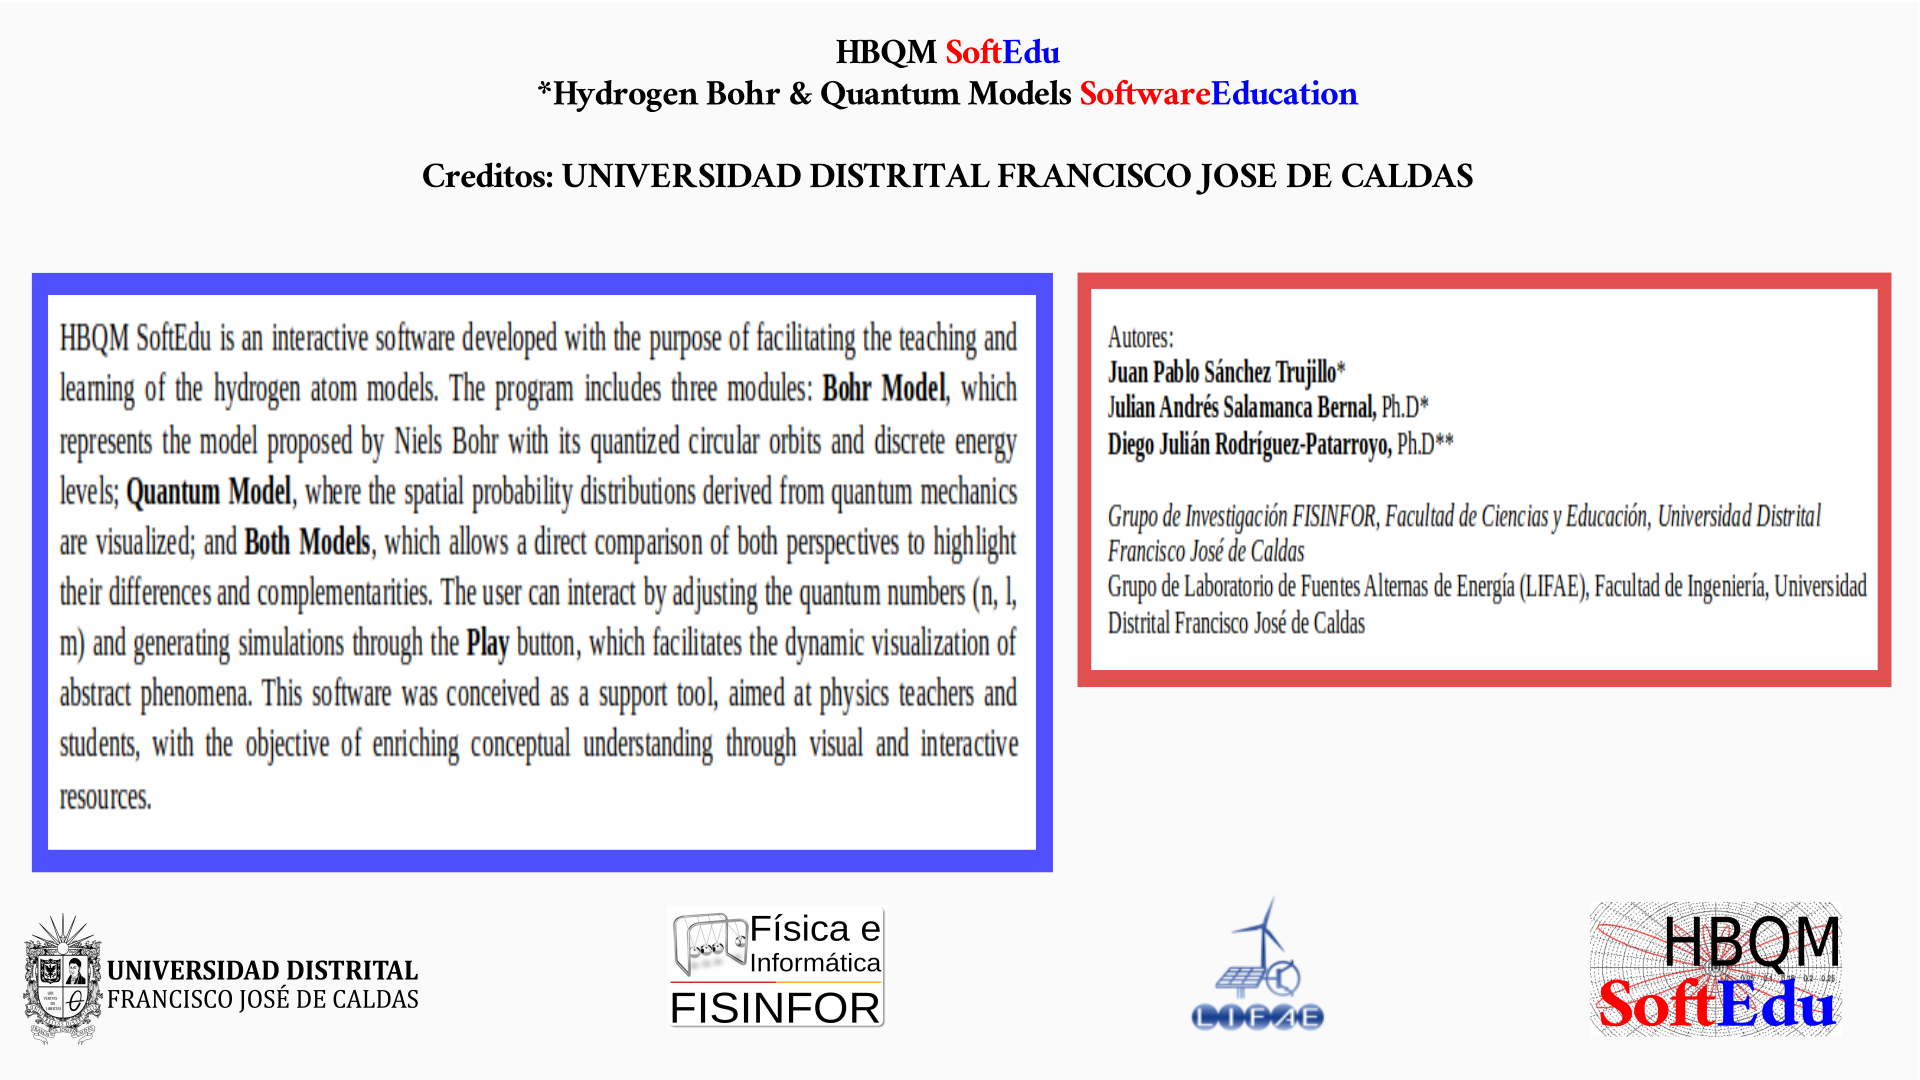 HBQM SoftEdu
*Hydrogen Bohr & Quantum Models SoftwareEducation
Creditos: UNIVERSIDAD DISTRITAL FRANCISCO JOSE DE CALDAS
HBQM SoftEdu is an interactive software developed with the purpose of facilitating the teaching and
learning of the hydrogen atom models. The program includes three modules: Bohr Model, which
represents the model proposed by Niels Bohr with its quantized circular orbits and discrete energy
levels; Quantum Model, where the spatial probability distributions derived from quantum mechanics
are visualized; and Both Models, which allows a direct comparison of both perspectives to highlight
their differences and complementarities. The user can interact by adjusting the quantum numbers (n, l,
m) and generating simulations through the Play button, which facilitates the dynamic visualization of
abstract phenomena. This software was conceived as a support tool, aimed at physics teachers and
students, with the objective of enriching conceptual understanding through visual and interactive
resources.
Autores:
Juan Pablo Sánchez Trujillo*
Julian Andrés Salamanca Bernal, Ph.D*
Diego Julián Rodríguez-Patarroyo, Ph.D**
Grupo de Investigación FISINFOR, Facultad de Ciencias y Educación, Universidad Distrital
Francisco José de Caldas
Grupo de Laboratorio de Fuentes Alternas de Energía (LIFAE), Facultad de Ingeniería, Universidad
Distrital Francisco José de Caldas
UNIVERSIDAD DISTRITAL
FRANCISCO JOSÉ DE CALDAS
Física e
Informática
FISINFOR
LIFAE
HBQM
SoftEdu